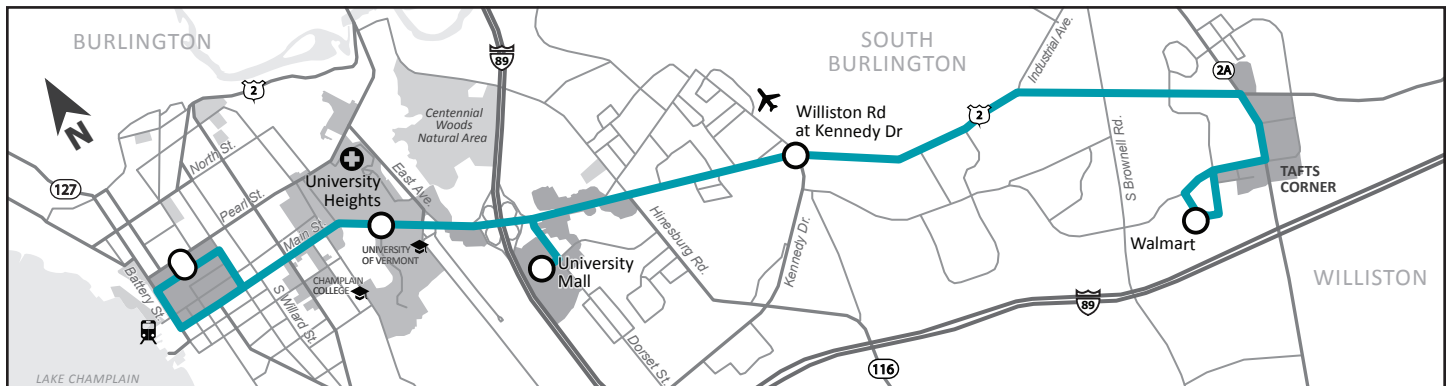 BURLINGTON
SOUTH
BURLINGTON
WILLISTON
LAKE CHAMPLAIN
N
2
127
89
2
2A
89
116
North St.
Pearl St.
Main St.
Battery St.
S Willard St.
East Ave.
Centennial
Woods
Natural Area
University
Heights
UNIVERSITY
OF VERMONT
CHAMPLAIN
COLLEGE
University
Mall
Dorset St.
Hinesburg Rd.
Kennedy Dr.
Williston Rd
at Kennedy Dr
Industrial Ave.
S Brownell Rd.
TAFTS
CORNER
Walmart